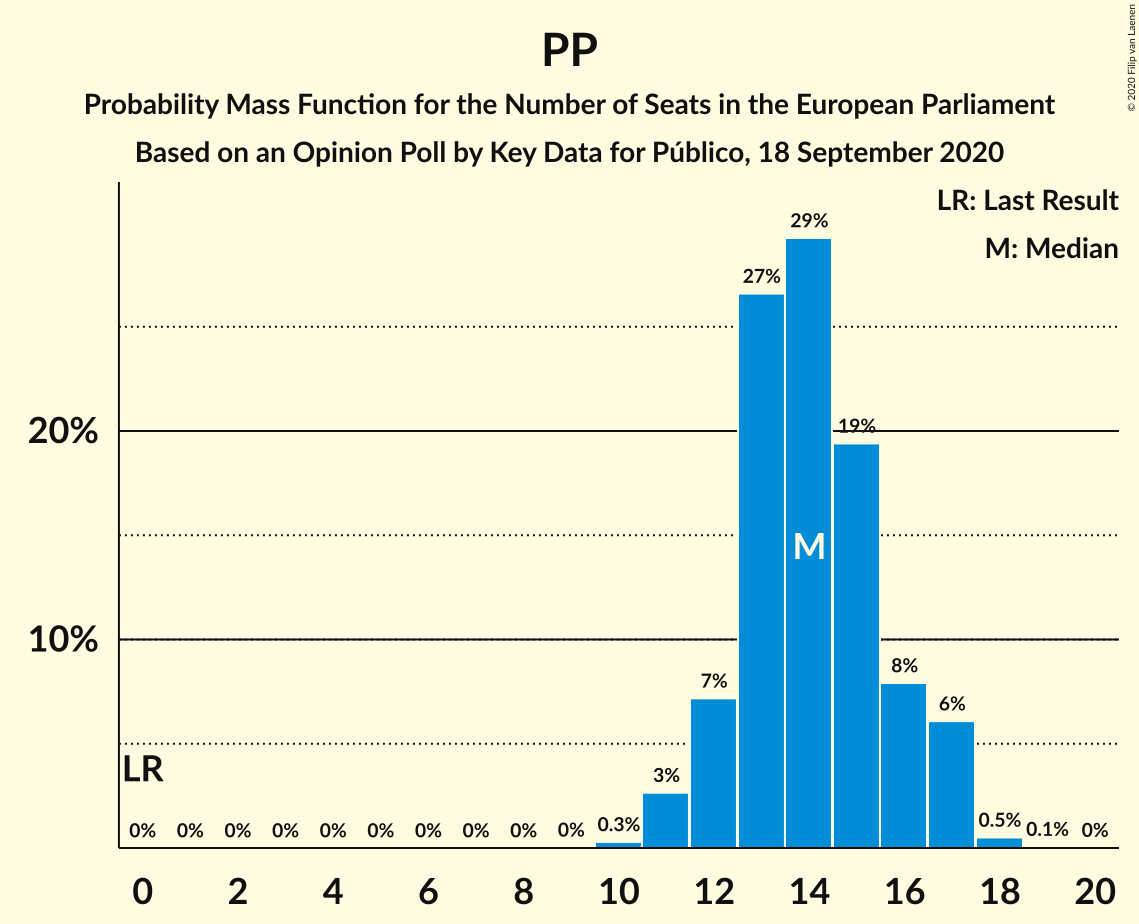 PP
Probability Mass Function for the Number of Seats in the European Parliament
Based on an Opinion Poll by Key Data for Público, 18 September 2020
© 2020 Filip van Laenen
LR: Last Result
M: Median
29%
27%
20%
19%
M
10%
8%
7%
6%
LR
3%
0% 0% 0% 0% 0% 0% 0% 0% 0% 0% 0.3% 0.5% 0.1% 0%
0 2 4 6 8 10 12 14 16 18 20